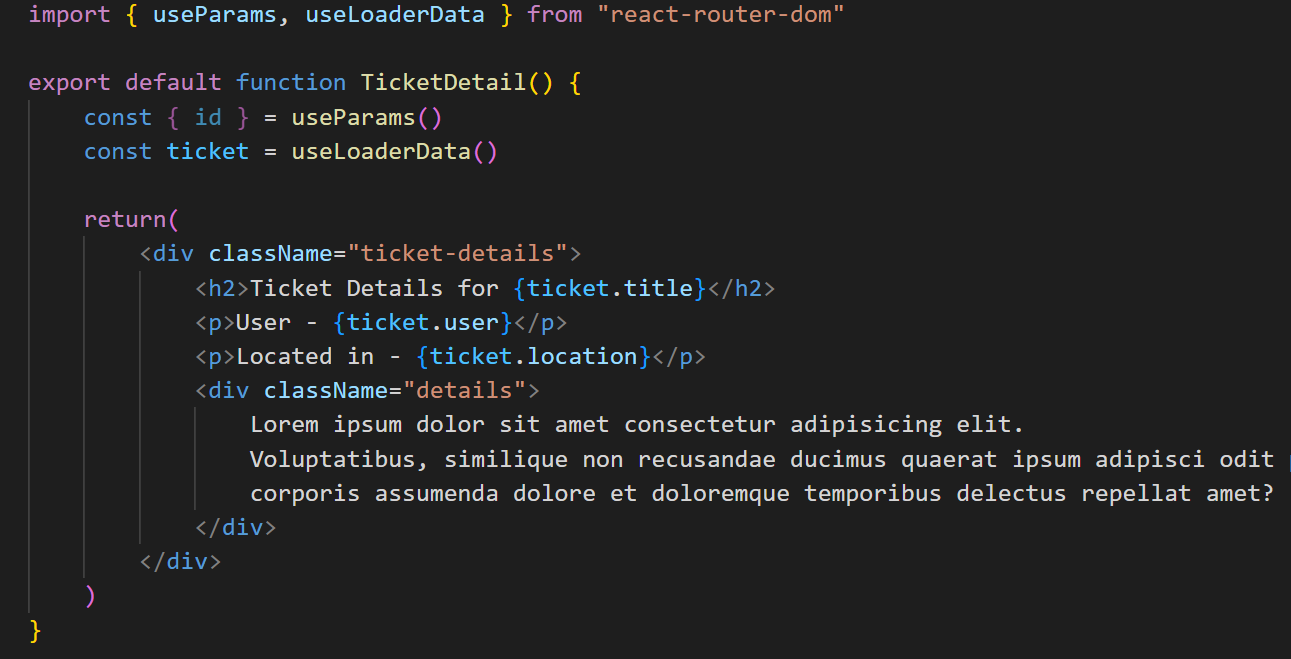 import { useParams, useLoaderData } from "react-router-dom"
export default function TicketDetail() {
const { id } = useParams()
const ticket = useLoaderData()
return(
<div className="ticket-details">
<h2>Ticket Details for {ticket.title}</h2>
<p>User - {ticket.user}</p>
<p>Located in - {ticket.location}</p>
<div className="details">
Lorem ipsum dolor sit amet consectetur adipisicing elit.
Voluptatibus, similique non recusandae ducimus quaerat ipsum adipisci odit
corporis assumenda dolore et doloremque temporibus delectus repellat amet?
</div>
</div>
)
}